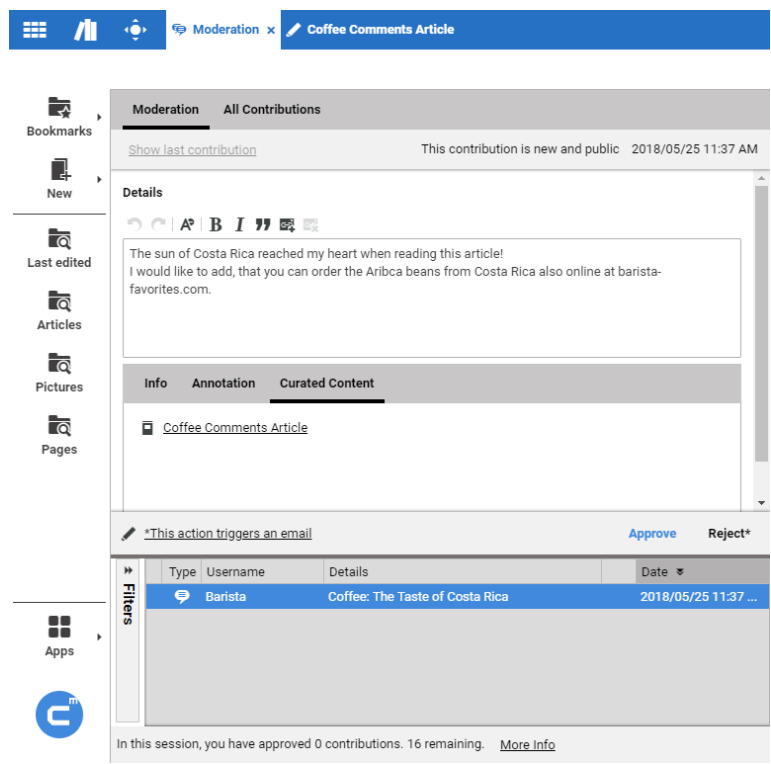 Moderation × Coffee Comments Article
Bookmarks
New
Last edited
Articles
Pictures
Pages
Apps
Moderation All Contributions
Show last contribution This contribution is new and public 2018/05/25 11:37 AM
Details
The sun of Costa Rica reached my heart when reading this article!
I would like to add, that you can order the Aribca beans from Costa Rica also online at barista-
favorites.com.
Info Annotation Curated Content
Coffee Comments Article
*This action triggers an email Approve Reject*
Filters
Type Username Details Date
Barista Coffee: The Taste of Costa Rica 2018/05/25 11:37 ...
In this session, you have approved 0 contributions. 16 remaining. More Info